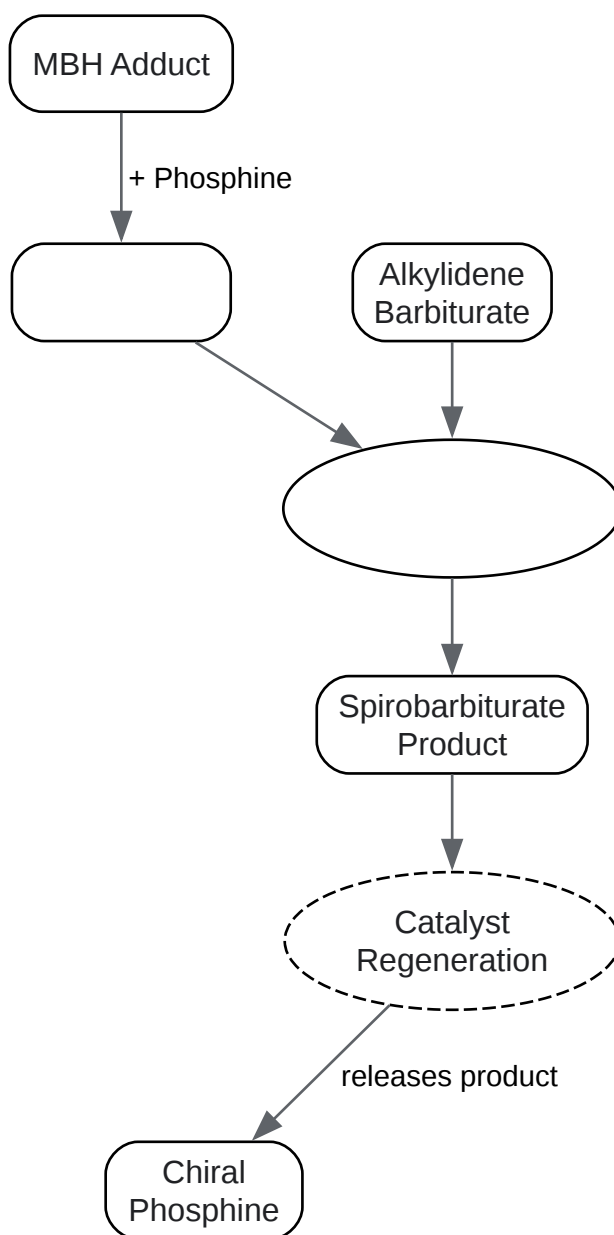 MBH Adduct
+ Phosphine
Alkylidene
Barbiturate
Spirobarbiturate
Product
Catalyst
Regeneration
releases product
Chiral
Phosphine